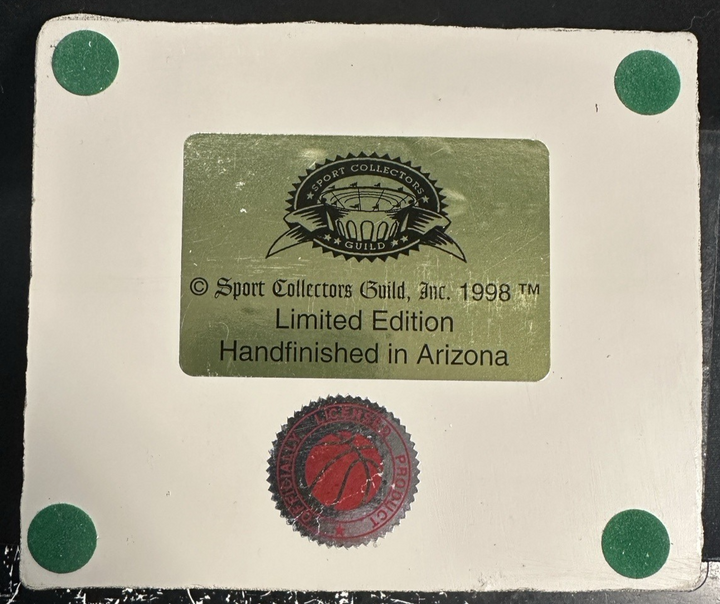 ★ SPORT COLLECTORS ★
★★ GUILD ★★
© Sport Collectors Guild, Inc. 1998 ™
Limited Edition
Handfinished in Arizona
OFFICIALLY LICENSED PRODUCT ★